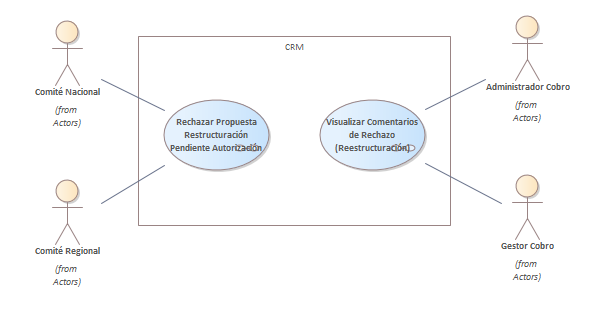 CRM
Comité Nacional
(from
Actors)
Rechazar Propuesta
Restructuración
Pendiente Autorización
Visualizar Comentarios
de Rechazo
(Reestructuración)
Administrador Cobro
(from
Actors)
Comité Regional
(from
Actors)
Gestor Cobro
(from
Actors)